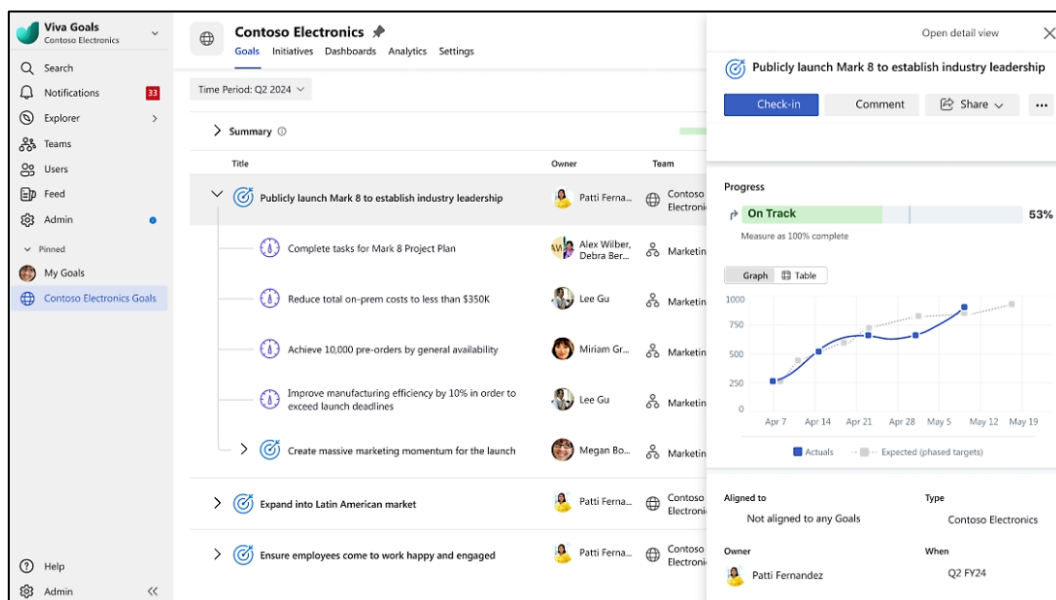 Viva Goals
Contoso Electronics
Search
Notifications 33
Explorer
Teams
Users
Feed
Admin
Pinned
My Goals
Contoso Electronics Goals
Help
Admin
Contoso Electronics
Goals Initiatives Dashboards Analytics Settings
Time Period: Q2 2024
Summary
Title Owner Team
Publicly launch Mark 8 to establish industry leadership Patti Ferna... Contoso
Electroni
Complete tasks for Mark 8 Project Plan Alex Wilber, Marketin
Debra Ber...
Reduce total on-prem costs to less than $350K Lee Gu Marketin
Achieve 10,000 pre-orders by general availability Miriam Gr... Marketin
Improve manufacturing efficiency by 10% in order to
exceed launch deadlines Lee Gu Marketin
Create massive marketing momentum for the launch Megan Bo... Marketin
Expand into Latin American market Patti Ferna... Contoso
Electroni
Ensure employees come to work happy and engaged Patti Ferna... Contoso
Electroni
Open detail view
Publicly launch Mark 8 to establish industry leadership
Check-in Comment Share
Progress
On Track 53%
Measure as 100% complete
Graph Table
1000
750
500
250
0
Apr 7 Apr 14 Apr 21 Apr 28 May 5 May 12 May 19
Actuals Expected (phased targets)
Aligned to Type
Not aligned to any Goals Contoso Electronics
Owner When
Patti Fernandez Q2 FY24